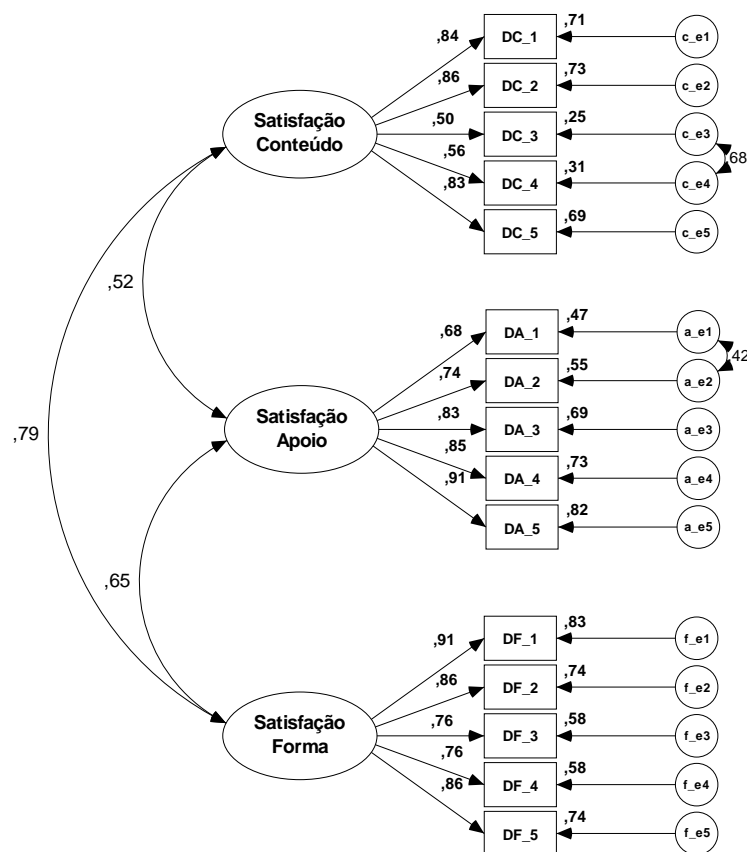 ,71
,84
DC_1
c_e1
,73
,86
DC_2
c_e2
Satisfação
Conteúdo
,25
,50
DC_3
c_e3
,68
,31
,56
DC_4
c_e4
,69
,83
DC_5
c_e5
,52
,47
,68
DA_1
a_e1
,42
,55
,74
DA_2
a_e2
Satisfação
Apoio
,69
,83
DA_3
a_e3
,73
,85
DA_4
a_e4
,82
,91
DA_5
a_e5
,79
,65
,83
,91
DF_1
f_e1
,74
,86
DF_2
f_e2
Satisfação
Forma
,58
,76
DF_3
f_e3
,58
,76
DF_4
f_e4
,74
,86
DF_5
f_e5